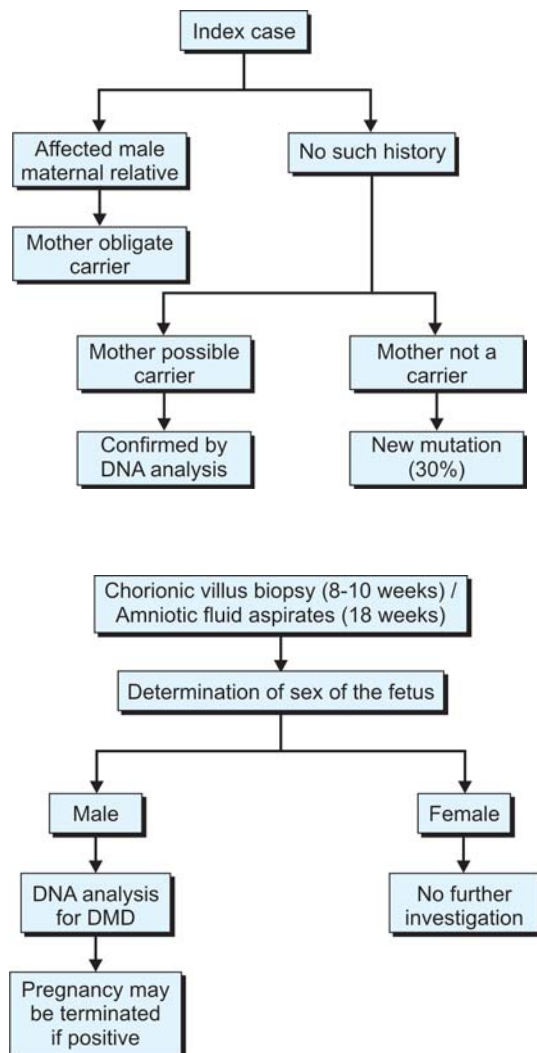 Index case
Affected male
maternal relative
No such history
Mother obligate
carrier
Mother possible
carrier
Mother not a
carrier
Confirmed by
DNA analysis
New mutation
(30%)
Chorionic villus biopsy (8-10 weeks) /
Amniotic fluid aspirates (18 weeks)
Determination of sex of the fetus
Male
Female
DNA analysis
for DMD
No further
investigation
Pregnancy may
be terminated
if positive